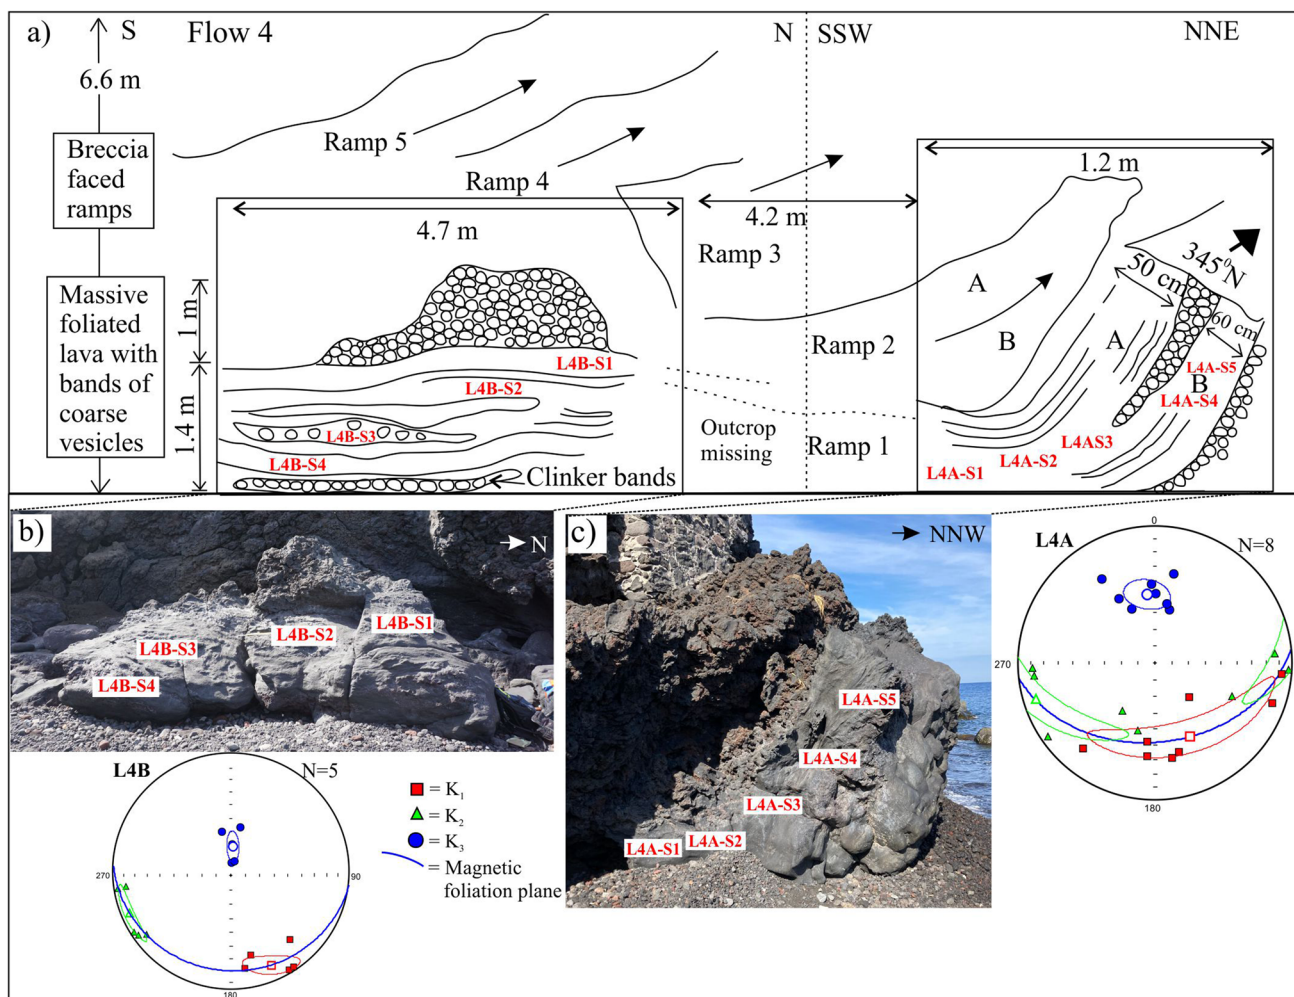 a)
S
Flow 4
N
SSW
NNE
6.6 m
Breccia
faced
ramps
Massive
foliated
lava with
bands of
coarse
vesicles
Ramp 5
Ramp 4
Ramp 3
Ramp 2
Ramp 1
4.7 m
4.2 m
1.2 m
1 m
1.4 m
L4B-S1
L4B-S2
L4B-S3
L4B-S4
Clinker bands
Outcrop
missing
A
B
A
B
50 cm
60 cm
345⁰N
L4A-S1
L4A-S2
L4AS3
L4A-S4
L4A-S5
b)
N
L4B-S1
L4B-S2
L4B-S3
L4B-S4
c)
NNW
L4A-S1
L4A-S2
L4A-S3
L4A-S4
L4A-S5
L4A
N=8
0
270
180
L4B
N=5
270
90
180
= K₁
= K₂
= K₃
= Magnetic
foliation plane